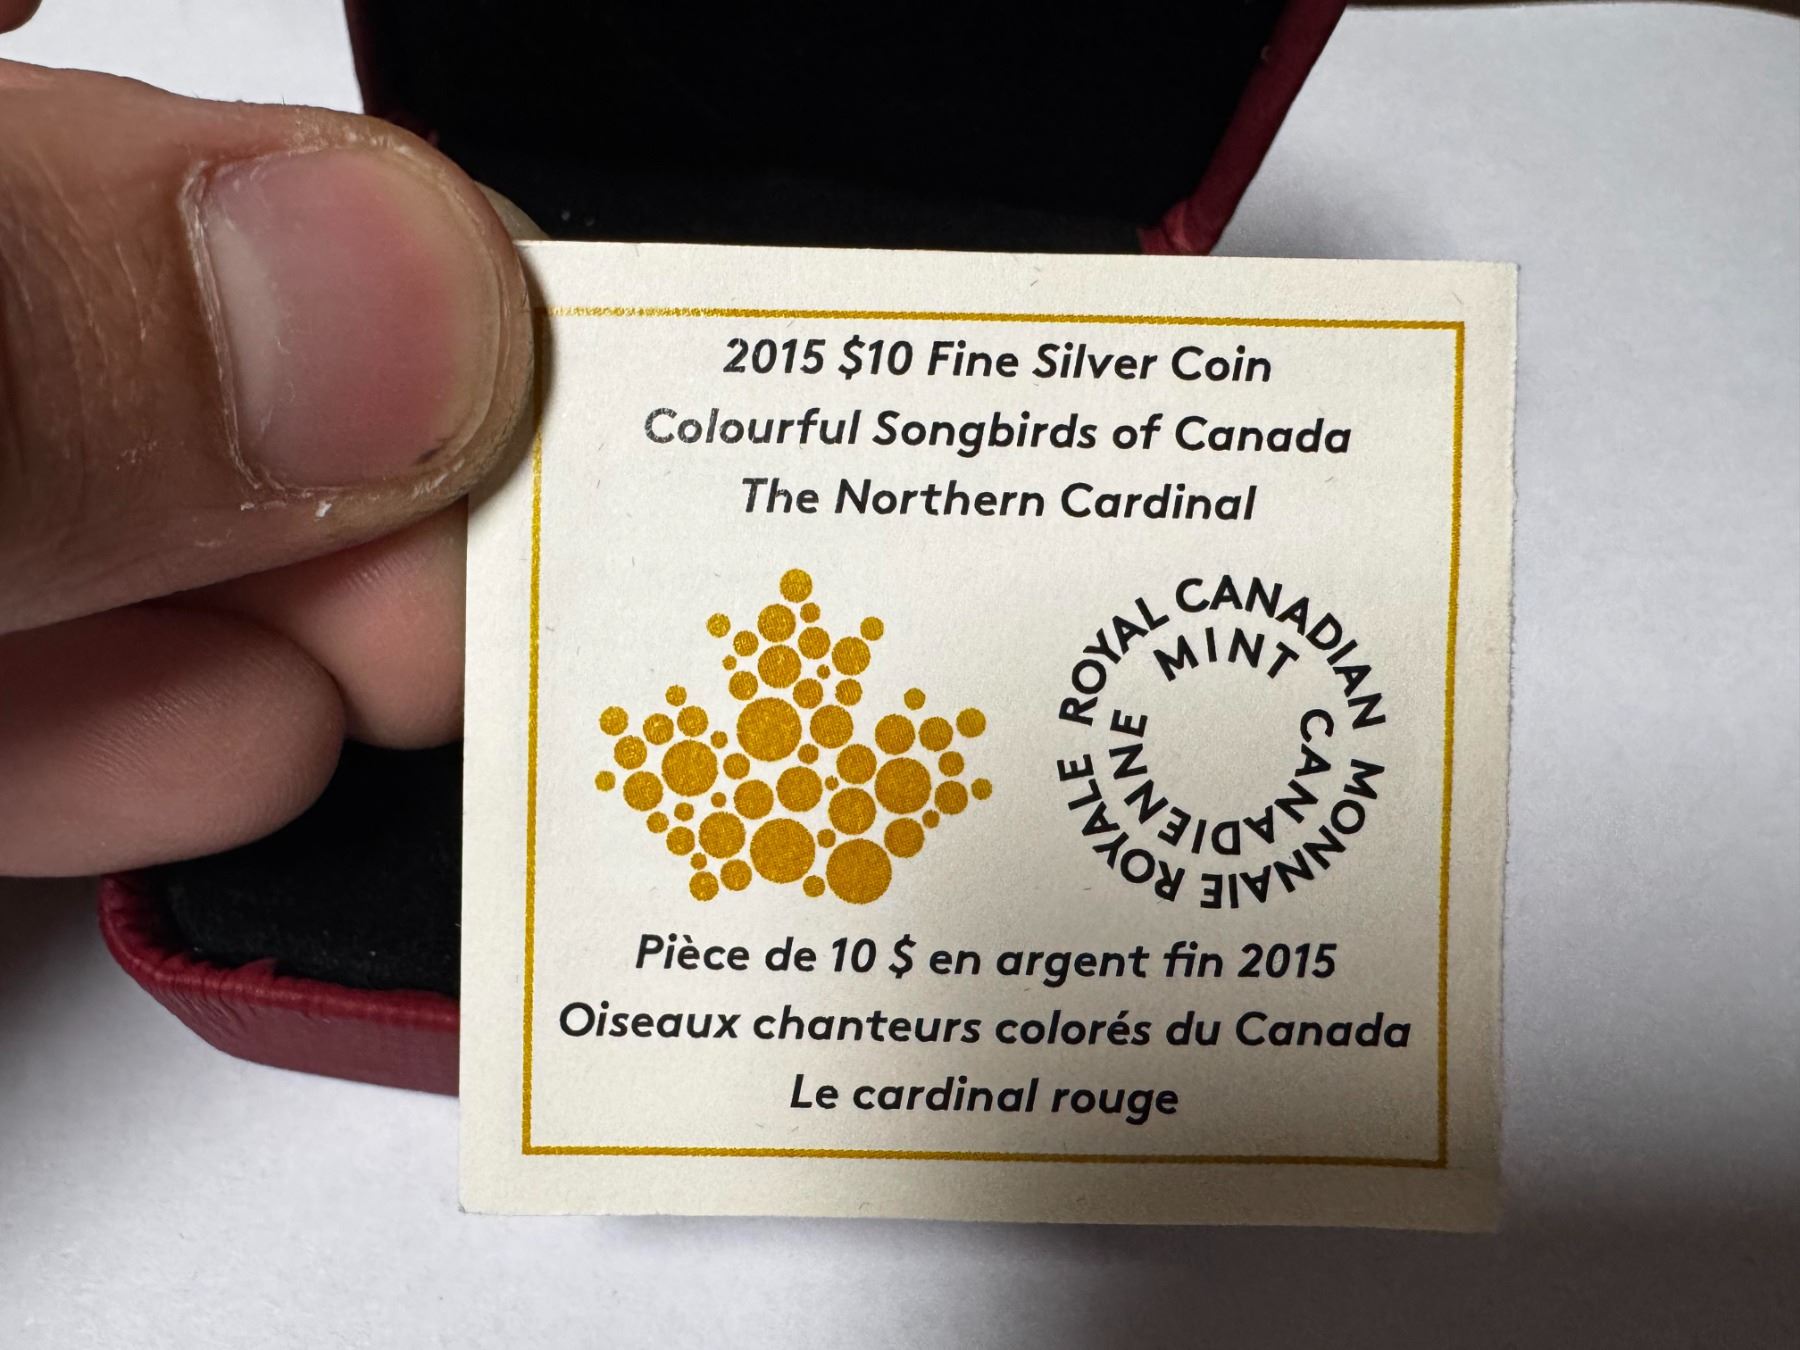 2015 $10 Fine Silver Coin
Colourful Songbirds of Canada
The Northern Cardinal
ROYAL CANADIAN MINT
MONNAIE ROYALE CANADIENNE
Pièce de 10 $ en argent fin 2015
Oiseaux chanteurs colorés du Canada
Le cardinal rouge